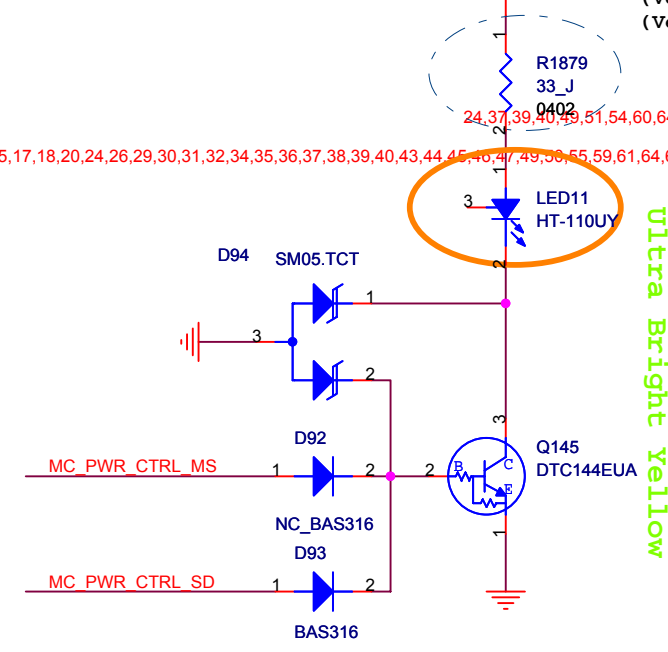 (V
(V
1
R1879
33_J
0402
24,37,39,40,49,51,54,60,6
2
5,17,18,20,24,26,29,30,31,32,34,35,36,37,38,39,40,43,44,45,46,47,49,50,55,59,61,64,6
1
3
LED11
HT-110UY
2
D94
SM05.TCT
1
3
2
3
D92
Q145
DTC144EUA
MC_PWR_CTRL_MS
1
2
2
B
C
E
NC_BAS316
1
D93
MC_PWR_CTRL_SD
1
2
BAS316
Ultra Bright Yellow